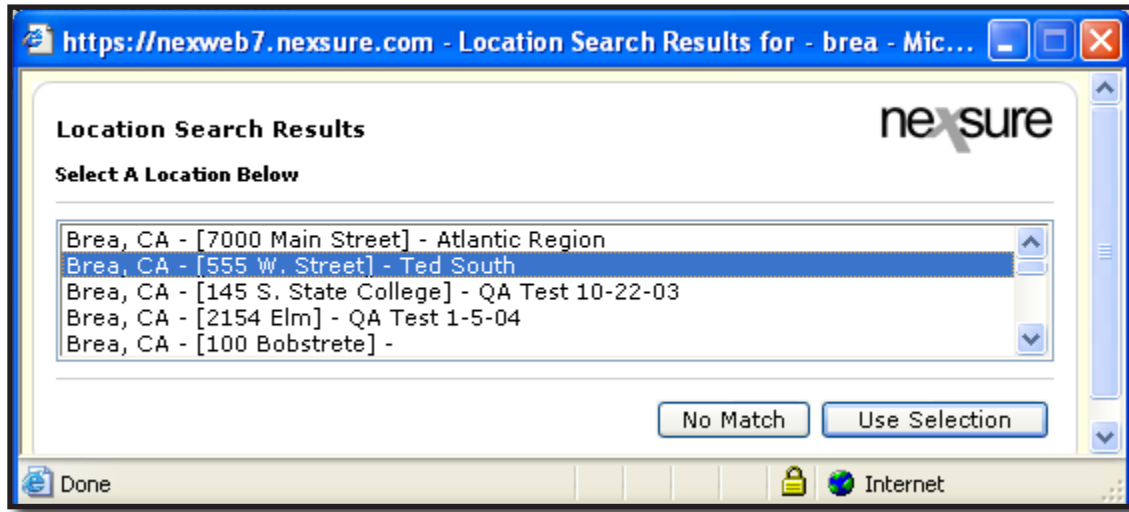 https://nexweb7.nexsure.com - Location Search Results for - brea - Mic...
nexsure
Location Search Results
Select A Location Below
Brea, CA - [7000 Main Street] - Atlantic Region
Brea, CA - [555 W. Street] - Ted South
Brea, CA - [145 S. State College] - QA Test 10-22-03
Brea, CA - [2154 Elm] - QA Test 1-5-04
Brea, CA - [100 Bobstrete] -
No Match Use Selection
Done Internet